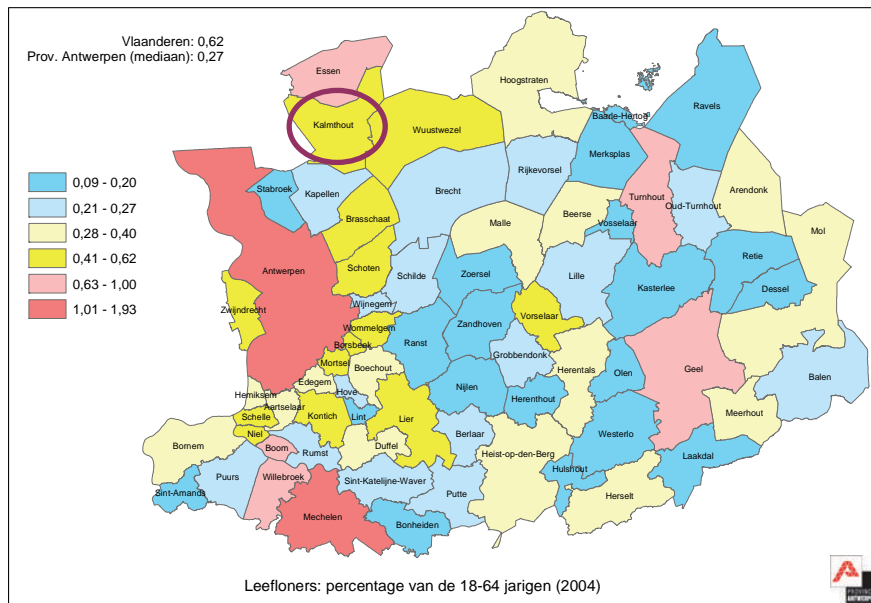 Vlaanderen: 0,62
Prov. Antwerpen (mediaan): 0,27
Essen
Hoogstraten
Ravels
Baarle-Hertog
Kalmthout
Wuustwezel
Merksplas
0,09 - 0,20
0,21 - 0,27
0,28 - 0,40
0,41 - 0,62
0,63 - 1,00
1,01 - 1,93
Stabroek
Kapellen
Brecht
Rijkevorsel
Turnhout
Oud-Turnhout
Arendonk
Brasschaat
Malle
Beerse
Vosselaar
Mol
Antwerpen
Schoten
Schilde
Zoersel
Lille
Kasterlee
Retie
Dessel
Zwijndrecht
Wijnegem
Wommelgem
Borsbeek
Ranst
Zandhoven
Vorselaar
Mortsel
Boechout
Grobbendonk
Herentals
Olen
Geel
Balen
Edegem
Hove
Nijlen
Herenthout
Hemiksem
Aartselaar
Schelle
Kontich
Lint
Lier
Meerhout
Niel
Bornem
Boom
Rumst
Duffel
Berlaar
Heist-op-den-Berg
Westerlo
Laakdal
Puurs
Willebroek
Sint-Katelijne-Waver
Hulshout
Sint-Amands
Putte
Herselt
Mechelen
Bonheiden
Leefloners: percentage van de 18-64 jarigen (2004)
PROVINCIE
ANTWERPEN